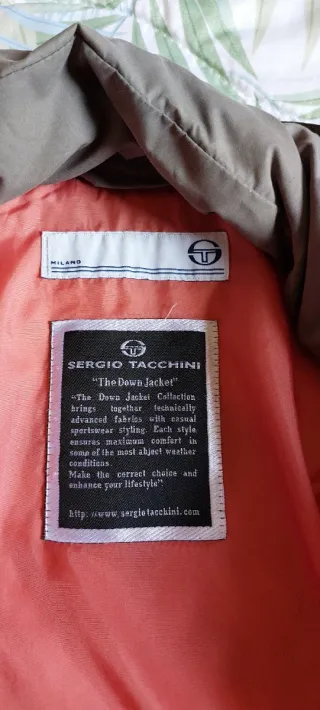 MILANO
SERGIO TACCHINI
"The Down Jacket"
"The Down Jacket Collection
brings together technically
advanced fabrics with casual
sportswear styling. Each style
ensures maximum comfort in
some of the most abject weather
conditions.
Make the correct choice and
enhance your lifestyle"
http: www.sergiotacchini.com